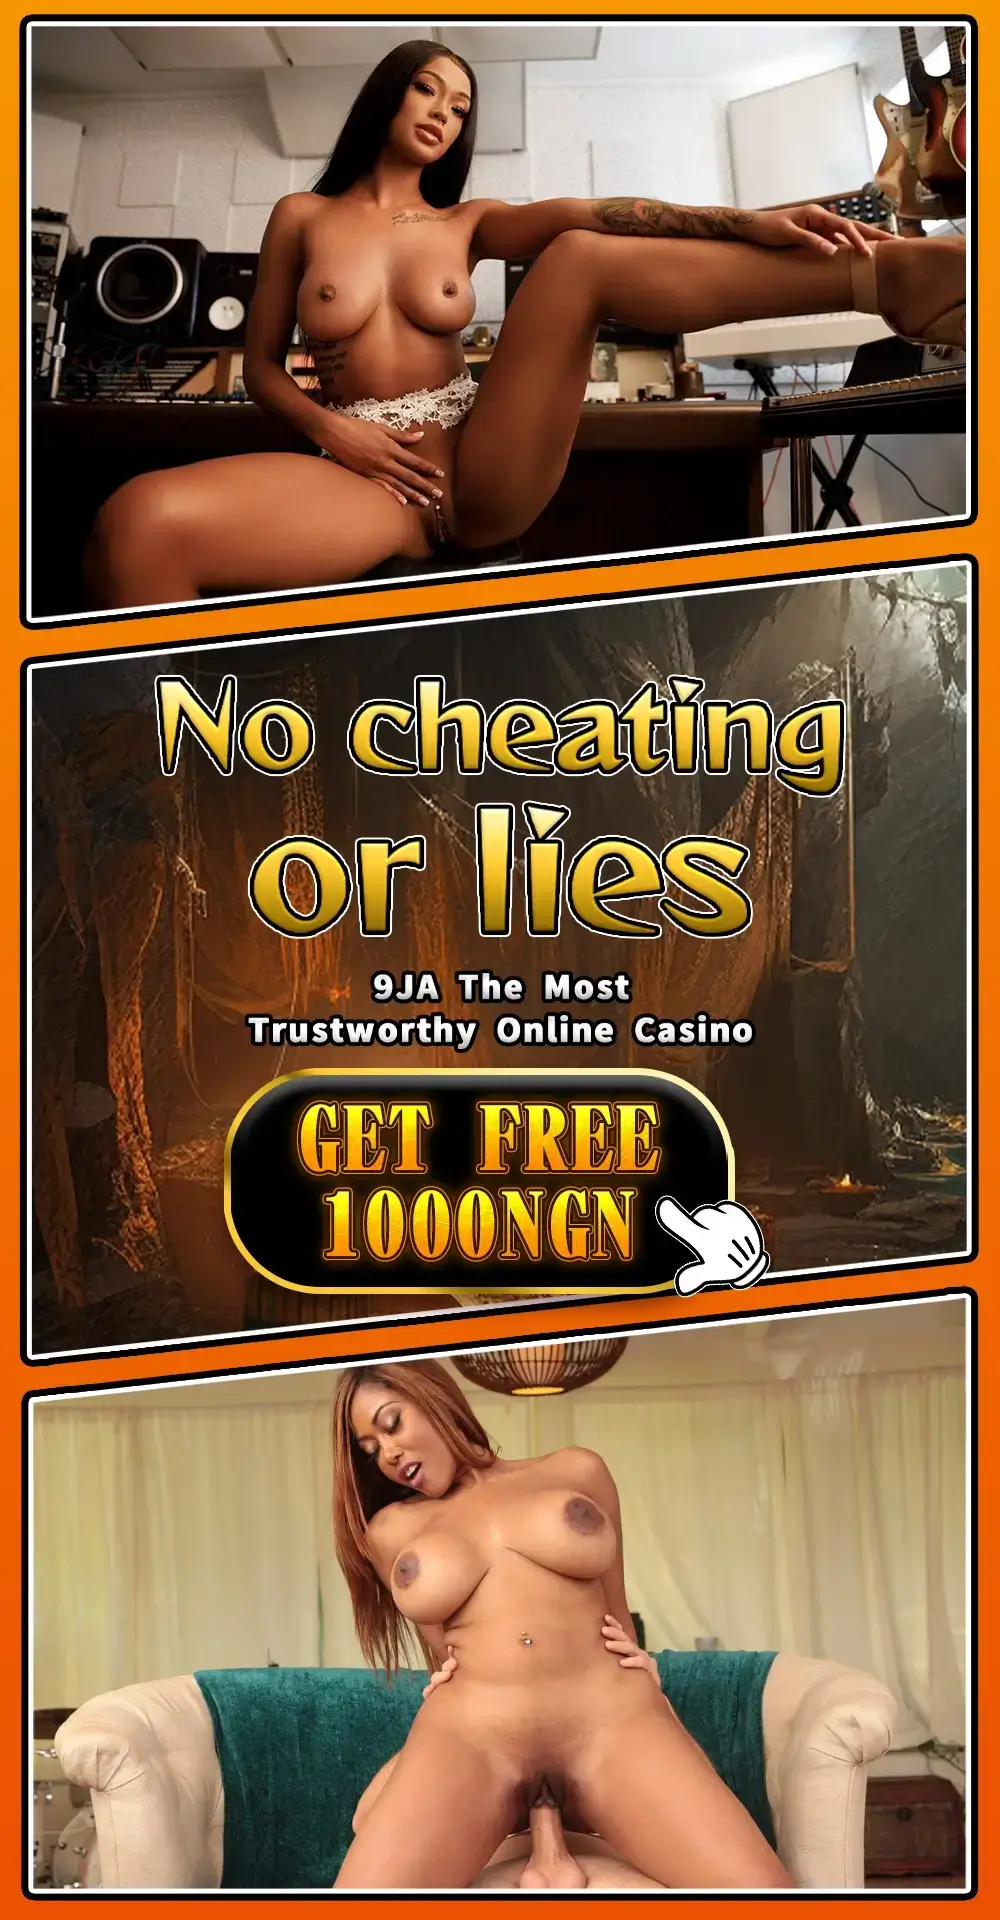 No cheating
or lies
9JA The Most
Trustworthy Online Casino
GET FREE
1000NGN